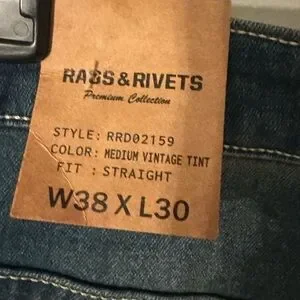 RAGS & RIVETS
Premium Collection
STYLE: RRD02159
COLOR: MEDIUM VINTAGE TINT
FIT : STRAIGHT
W38 X L30